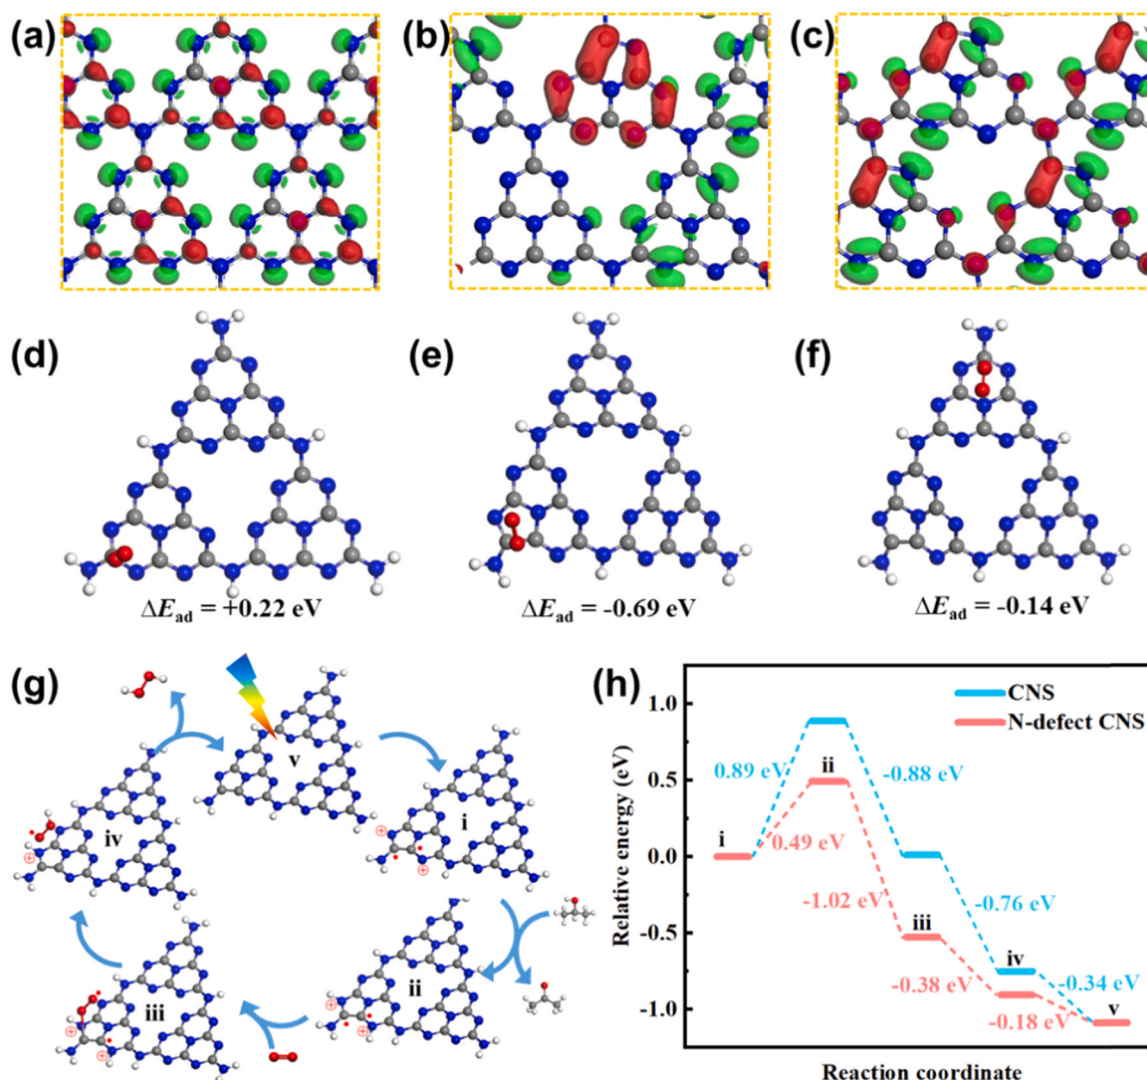 (a)
(b)
(c)
(d)
(e)
(f)
ΔEad = +0.22 eV
ΔEad = -0.69 eV
ΔEad = -0.14 eV
(g)
v
i
ii
iii
iv
(h)
CNS
N-defect CNS
Relative energy (eV)
1.0
0.5
0.0
-0.5
-1.0
i
ii
iii
iv
v
0.89 eV
-0.88 eV
0.49 eV
-1.02 eV
-0.76 eV
-0.38 eV
-0.34 eV
-0.18 eV
Reaction coordinate